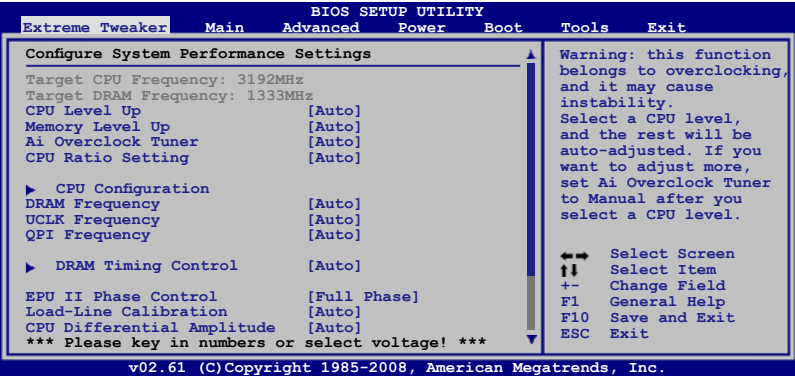 BIOS SETUP UTILITY
Extreme Tweaker Main Advanced Power Boot Tools Exit
Configure System Performance Settings
Target CPU Frequency: 3192MHz
Target DRAM Frequency: 1333MHz
CPU Level Up [Auto]
Memory Level Up [Auto]
Ai Overclock Tuner [Auto]
CPU Ratio Setting [Auto]
CPU Configuration
DRAM Frequency [Auto]
UCLK Frequency [Auto]
QPI Frequency [Auto]
DRAM Timing Control [Auto]
EPU II Phase Control [Full Phase]
Load-Line Calibration [Auto]
CPU Differential Amplitude [Auto]
*** Please key in numbers or select voltage! ***
Warning: this function
belongs to overclocking,
and it may cause
instability.
Select a CPU level,
and the rest will be
auto-adjusted. If you
want to adjust more,
set Ai Overclock Tuner
to Manual after you
select a CPU level.
←→ Select Screen
↑↓ Select Item
+- Change Field
F1 General Help
F10 Save and Exit
ESC Exit
v02.61 (C)Copyright 1985-2008, American Megatrends, Inc.